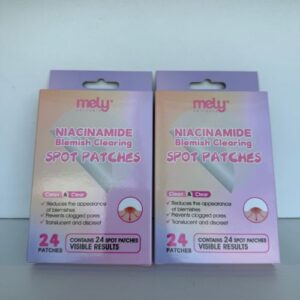 mely™
NIACINAMIDE
Blemish Clearing
SPOT PATCHES
Clean & Clear
Reduces the appearance
of blemishes
Prevents clogged pores
Translucent and discreet
24
PATCHES
CONTAINS 24 SPOT PATCHES
VISIBLE RESULTS
mely™
NIACINAMIDE
Blemish Clearing
SPOT PATCHES
Clean & Clear
Reduces the appearance
of blemishes
Prevents clogged pores
Translucent and discreet
24
PATCHES
CONTAINS 24 SPOT PATCHES
VISIBLE RESULTS